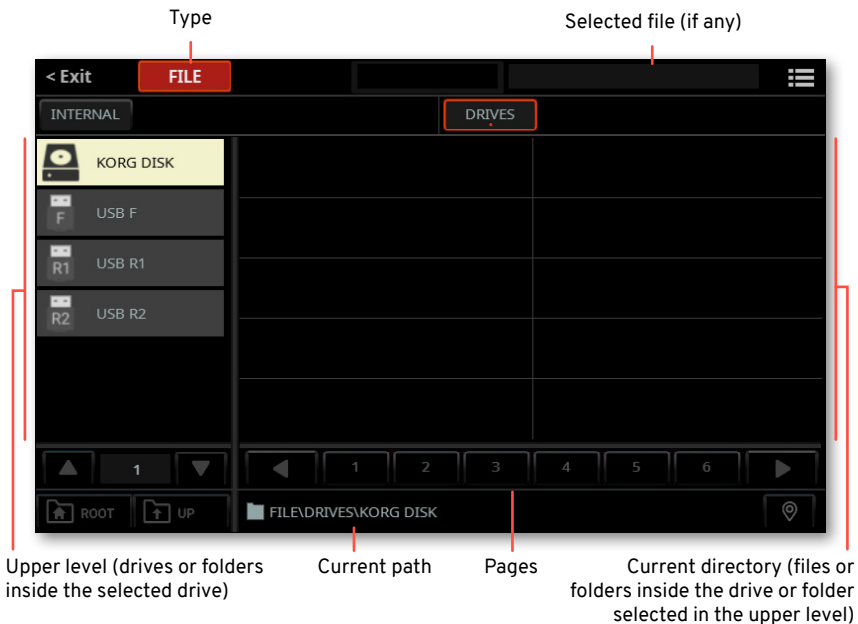 Type
Selected file (if any)
< Exit
FILE
INTERNAL
DRIVES
KORG DISK
F
USB F
R1
USB R1
R2
USB R2
1
1
2
3
4
5
6
ROOT
UP
FILE\DRIVES\KORG DISK
Upper level (drives or folders
inside the selected drive)
Current path
Pages
Current directory (files or
folders inside the drive or folder
selected in the upper level)